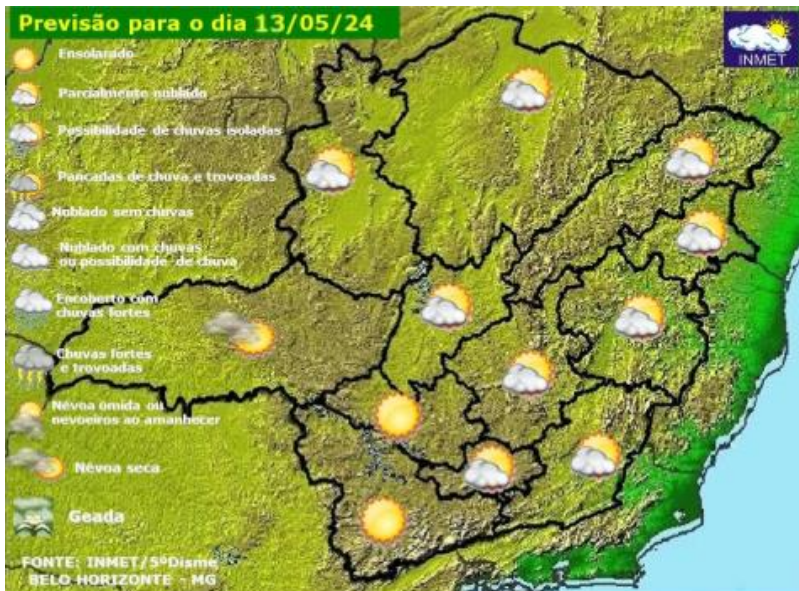 Previsão para o dia 13/05/24
INMET
Ensolarado
Parcialmente nublado
Possibilidade de chuvas isoladas
Pancadas de chuva e trovoadas
Nublado sem chuvas
Nublado com chuvas
ou possibilidade de chuva
Encoberto com
chuvas fortes
Chuvas fortes
e trovoadas
Névoa úmida ou
nevoeiros ao amanhecer
Névoa seca
Geada
FONTE: INMET/5ºDisme
BELO HORIZONTE - MG